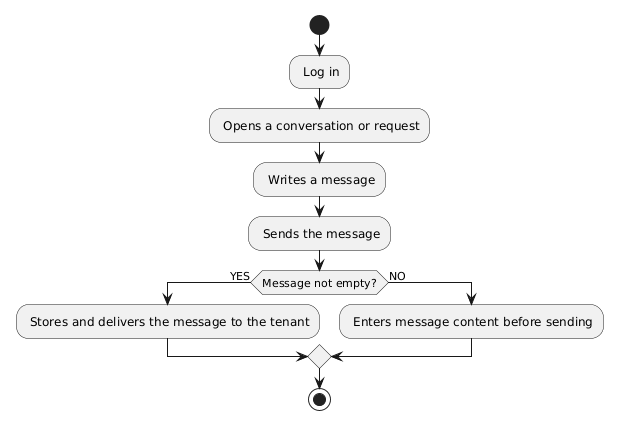 Log in
Opens a conversation or request
Writes a message
Sends the message
YES
Message not empty?
NO
Stores and delivers the message to the tenant
Enters message content before sending